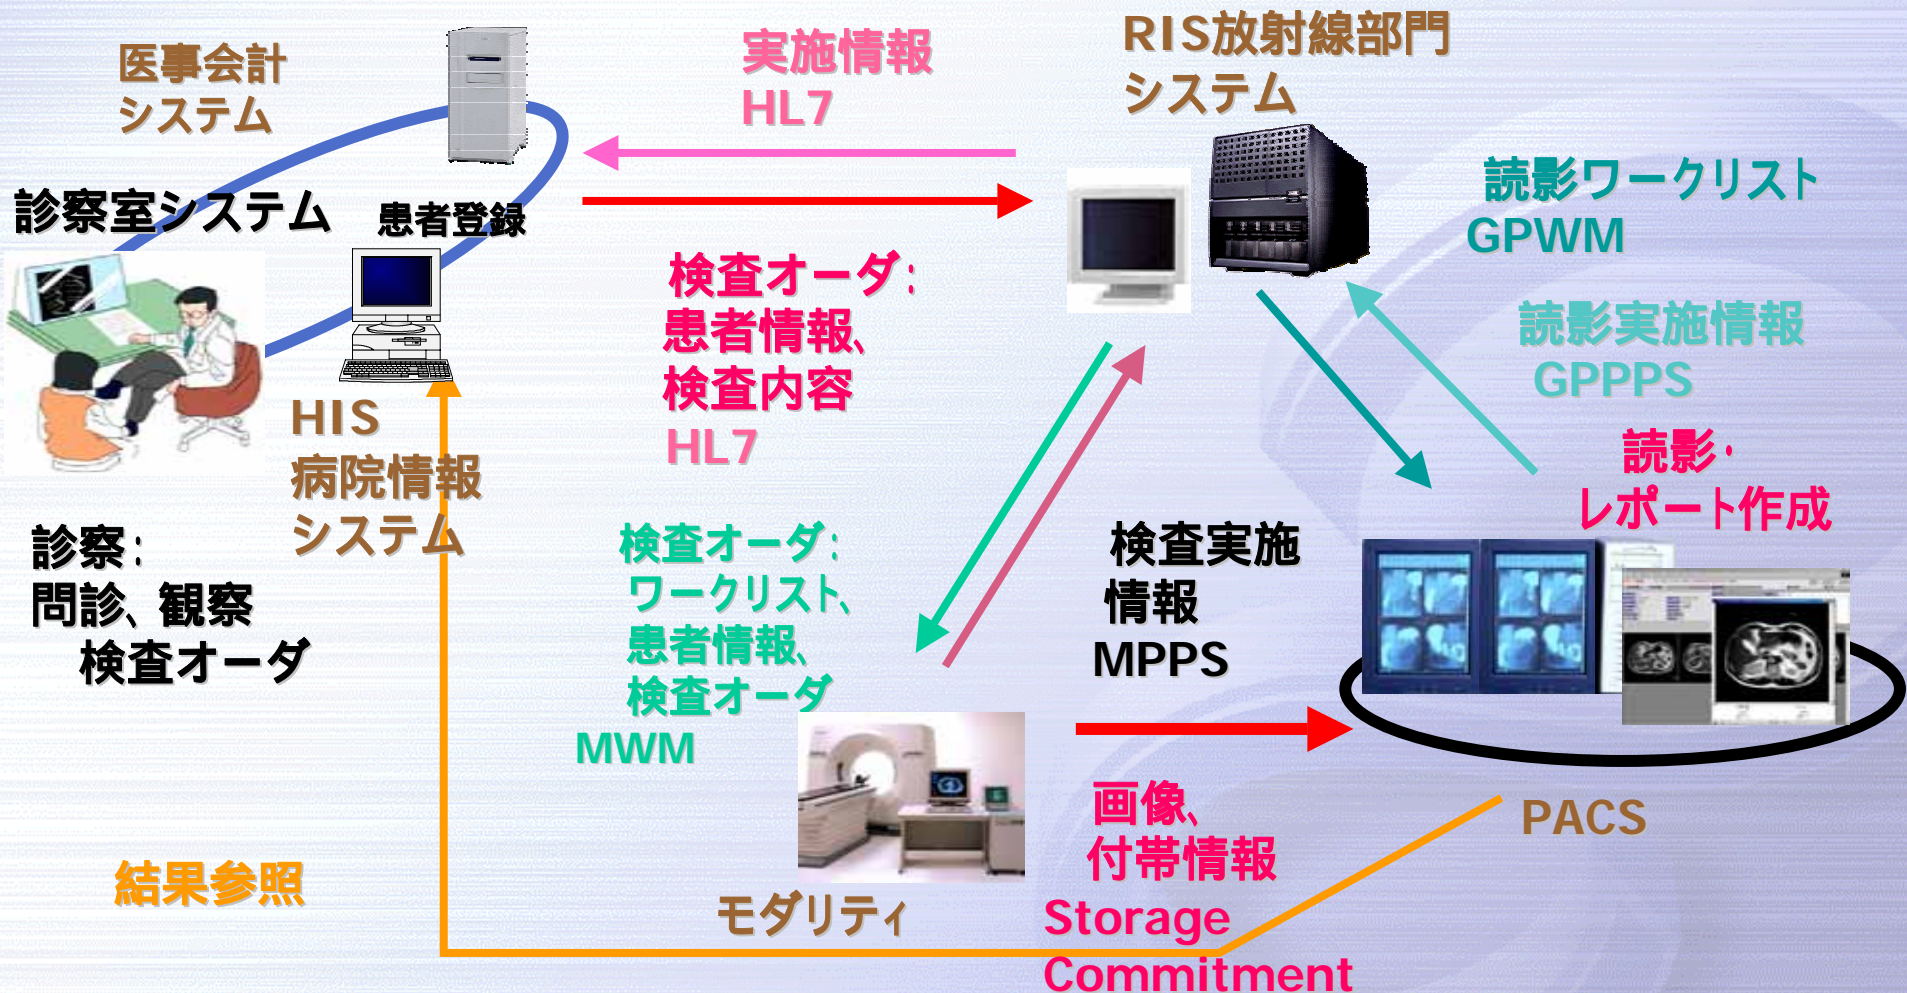 医事会計
システム
実施情報
HL7
RIS放射線部門
システム
診察室システム
患者登録
読影ワークリスト
GPWM
検査オーダ:
患者情報、
検査内容
HL7
読影実施情報
GPPPS
HIS
病院情報
システム
読影・
レポート作成
診察:
問診、観察
検査オーダ
検査オーダ:
ワークリスト、
患者情報、
検査オーダ
MWM
検査実施
情報
MPPS
画像、
付帯情報
Storage
Commitment
PACS
結果参照
モダリティ